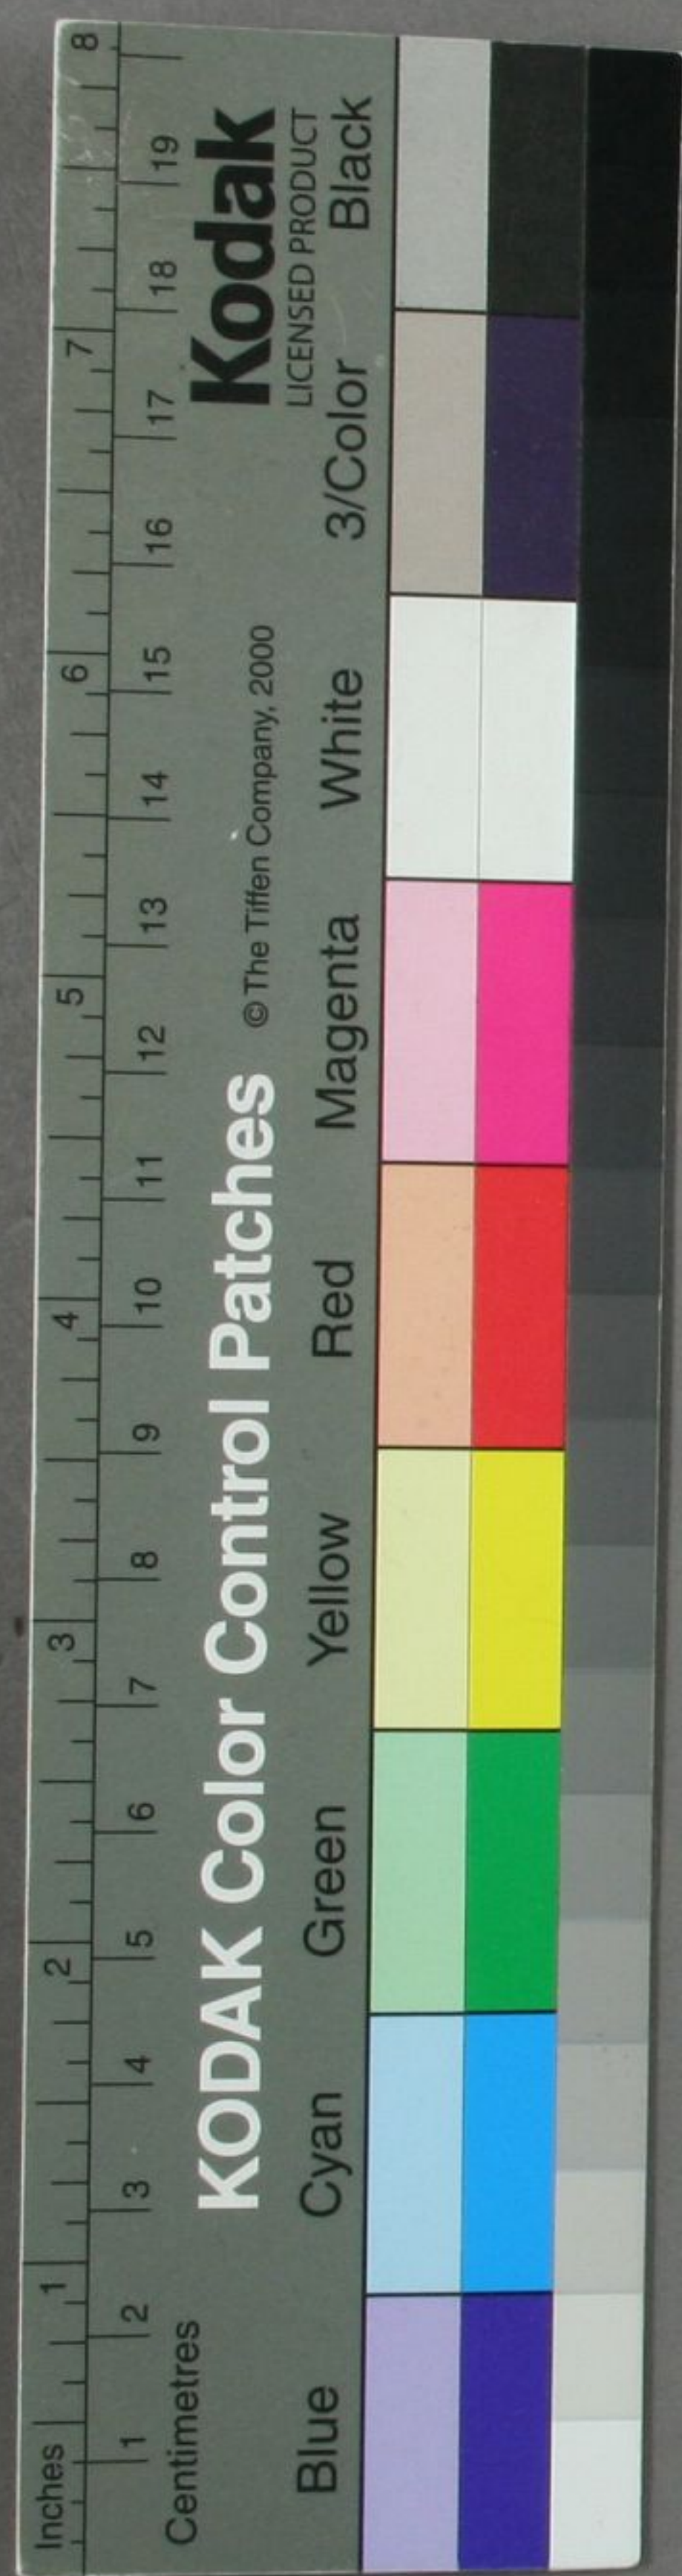 Inches 1 2 3 4 5 6 7 8
1 2 3 4 5 6 7 8 9 10 11 12 13 14 15 16 17 18 19
Centimetres
KODAK Color Control Patches © The Tiffen Company, 2000 Kodak
LICENSED PRODUCT
Blue Cyan Green Yellow Red Magenta White 3/Color Black